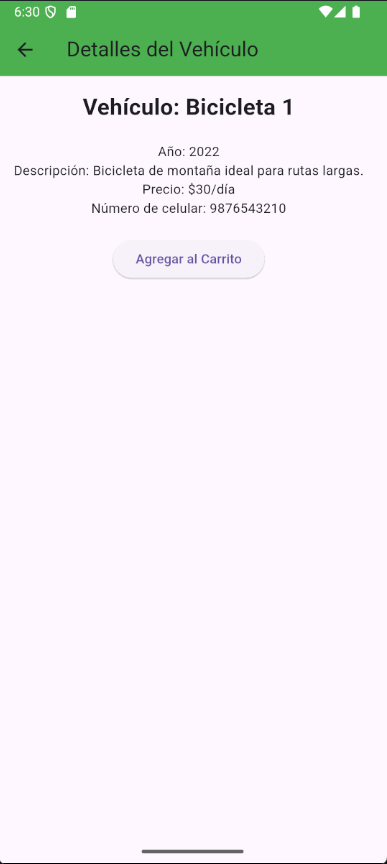 6:30
Detalles del Vehículo
Vehículo: Bicicleta 1
Año: 2022
Descripción: Bicicleta de montaña ideal para rutas largas.
Precio: $30/día
Número de celular: 9876543210
Agregar al Carrito